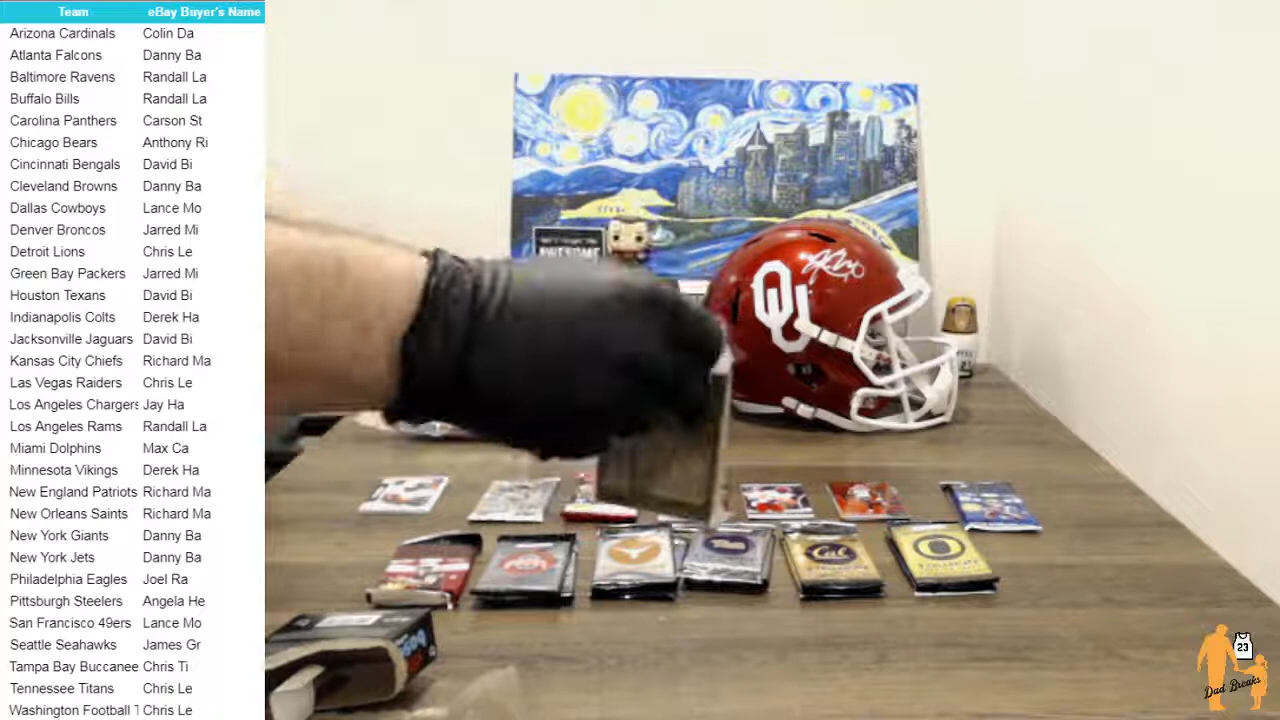 Team eBay Buyer's Name
Arizona Cardinals Colin Da
Atlanta Falcons Danny Ba
Baltimore Ravens Randall La
Buffalo Bills Randall La
Carolina Panthers Carson St
Chicago Bears Anthony Ri
Cincinnati Bengals David Bi
Cleveland Browns Danny Ba
Dallas Cowboys Lance Mo
Denver Broncos Jarred Mi
Detroit Lions Chris Le
Green Bay Packers Jarred Mi
Houston Texans David Bi
Indianapolis Colts Derek Ha
Jacksonville Jaguars David Bi
Kansas City Chiefs Richard Ma
Las Vegas Raiders Chris Le
Los Angeles Chargers Jay Ha
Los Angeles Rams Randall La
Miami Dolphins Max Ca
Minnesota Vikings Derek Ha
New England Patriots Richard Ma
New Orleans Saints Richard Ma
New York Giants Danny Ba
New York Jets Danny Ba
Philadelphia Eagles Joel Ra
Pittsburgh Steelers Angela He
San Francisco 49ers Lance Mo
Seattle Seahawks James Gr
Tampa Bay Buccanee Chris Ti
Tennessee Titans Chris Le
Washington Football Chris Le
AWESOME
OU
Cal
23
Dad Breaks